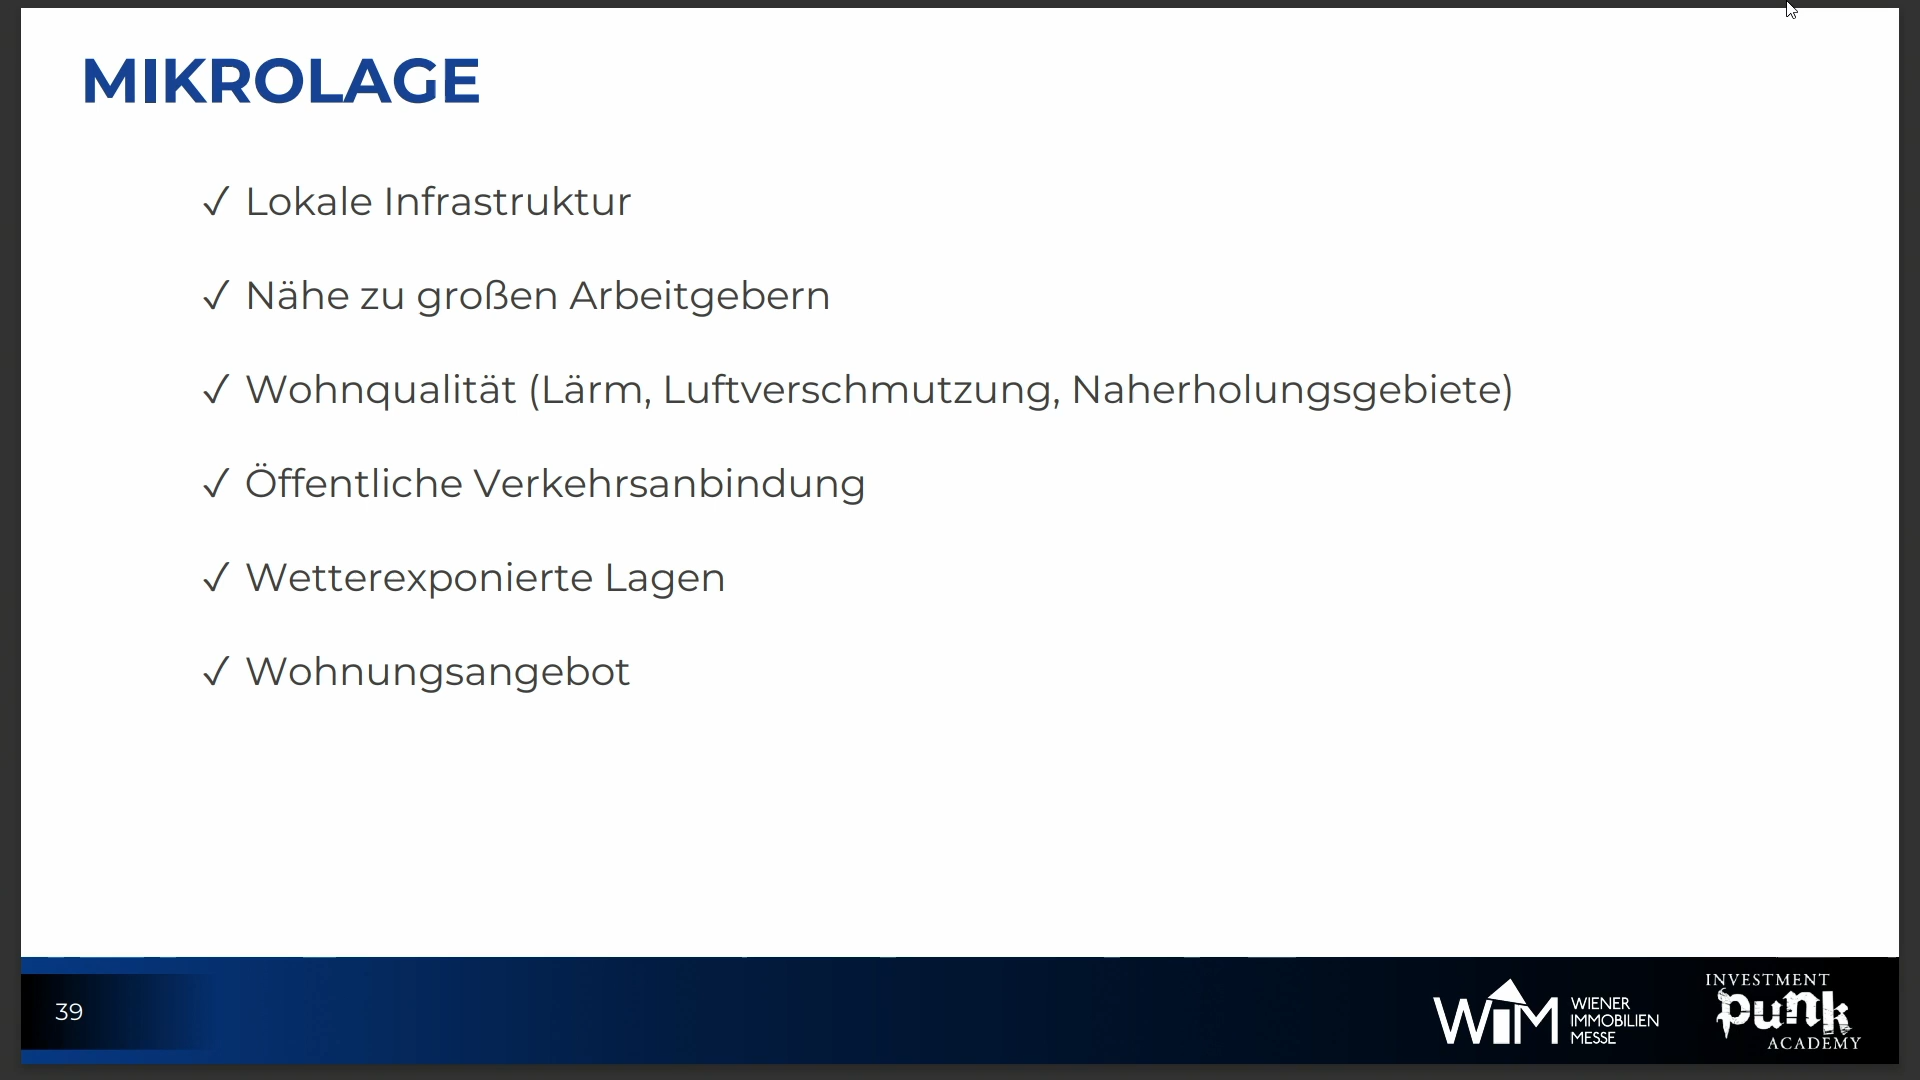 MIKROLAGE
✓ Lokale Infrastruktur
✓ Nähe zu großen Arbeitgebern
✓ Wohnqualität (Lärm, Luftverschmutzung, Naherholungsgebiete)
✓ Öffentliche Verkehrsanbindung
✓ Wetterexponierte Lagen
✓ Wohnungsangebot
39
WIM
WIENER
IMMOBILIEN
MESSE
INVESTMENT
punk
ACADEMY